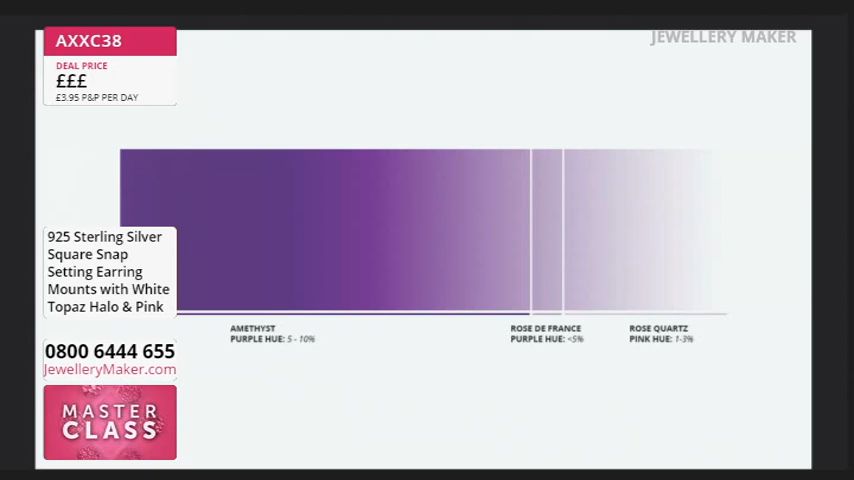 AXXC38
DEAL PRICE
£££
£3.95 P&P PER DAY
JEWELLERY MAKER
925 Sterling Silver
Square Snap
Setting Earring
Mounts with White
Topaz Halo & Pink
AMETHYST
PURPLE HUE: 5 - 10%
ROSE DE FRANCE
PURPLE HUE: <5%
ROSE QUARTZ
PINK HUE: 1-3%
0800 6444 655
JewelleryMaker.com
MASTER
CLASS